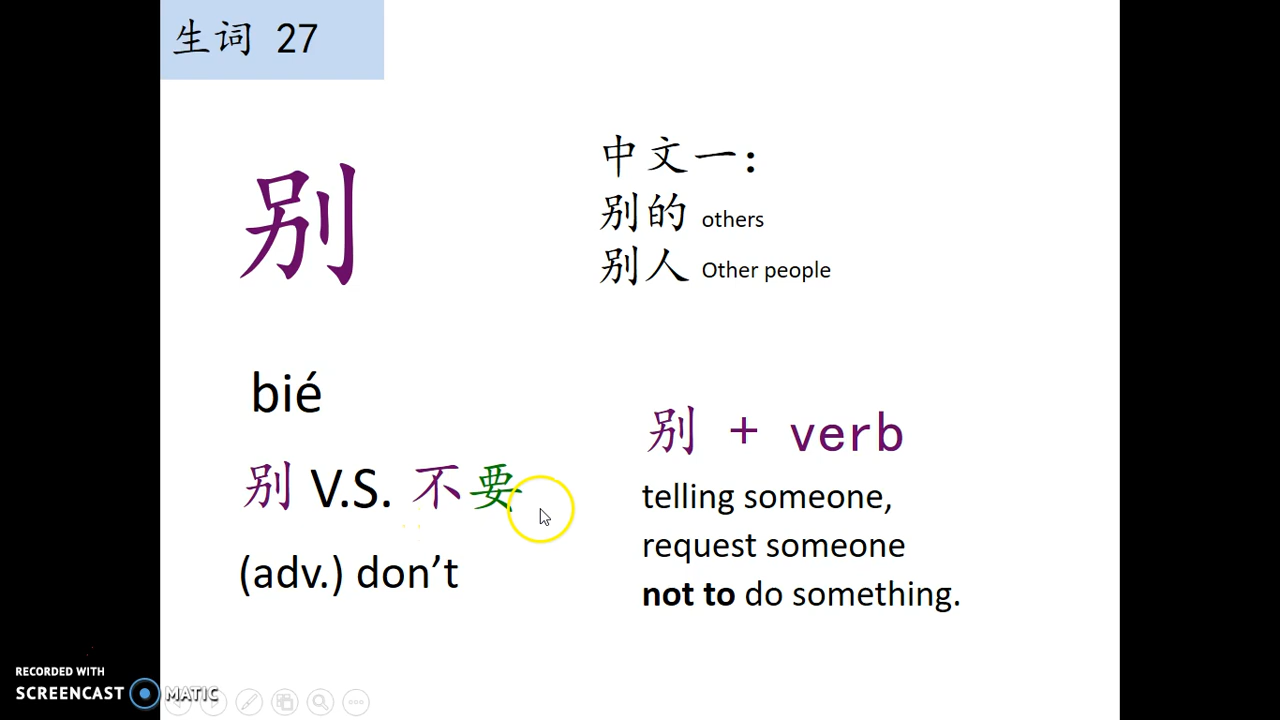 生词 27
别
中文一：
别的 others
别人 Other people
bié
别 V.S. 不要
(adv.) don’t
别 + verb
telling someone,
request someone
not to do something.
RECORDED WITH
SCREENCAST MATIC